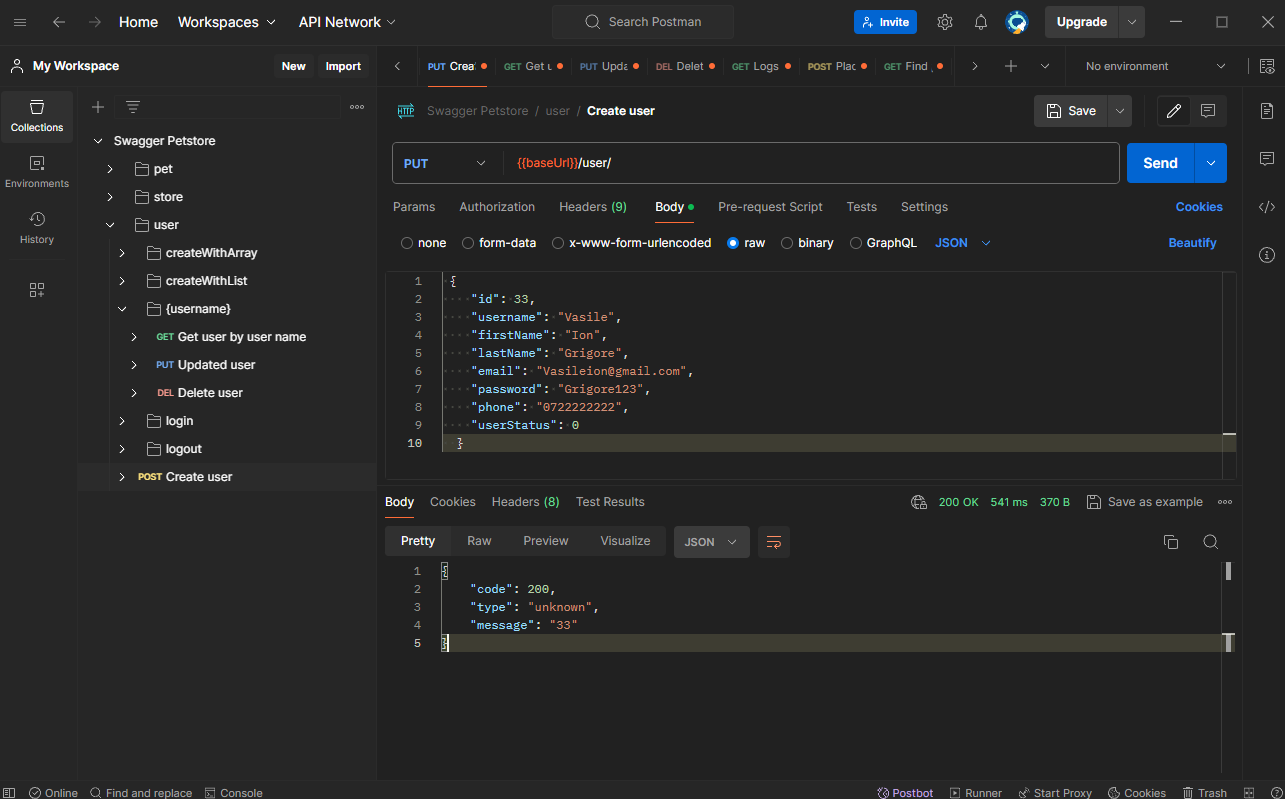 Home Workspaces API Network Search Postman Invite Upgrade
My Workspace New Import PUT Crea GET Get u PUT Upda DEL Delet GET Logs POST Plac GET Find No environment
Collections
Environments
History
Swagger Petstore
pet
store
user
createWithArray
createWithList
{username}
GET Get user by user name
PUT Updated user
DEL Delete user
login
logout
POST Create user
HTTP Swagger Petstore / user / Create user Save
PUT {{baseUrl}}/user/ Send
Params Authorization Headers (9) Body Pre-request Script Tests Settings Cookies
none form-data x-www-form-urlencoded raw binary GraphQL JSON Beautify
1 {
2 "id": 33,
3 "username": "Vasile",
4 "firstName": "Ion",
5 "lastName": "Grigore",
6 "email": "Vasileion@gmail.com",
7 "password": "Grigore123",
8 "phone": "0722222222",
9 "userStatus": 0
10 }
Body Cookies Headers (8) Test Results 200 OK 541 ms 370 B Save as example
Pretty Raw Preview Visualize JSON
1 {
2 "code": 200,
3 "type": "unknown",
4 "message": "33"
5 }
Online Find and replace Console Postbot Runner Start Proxy Cookies Trash